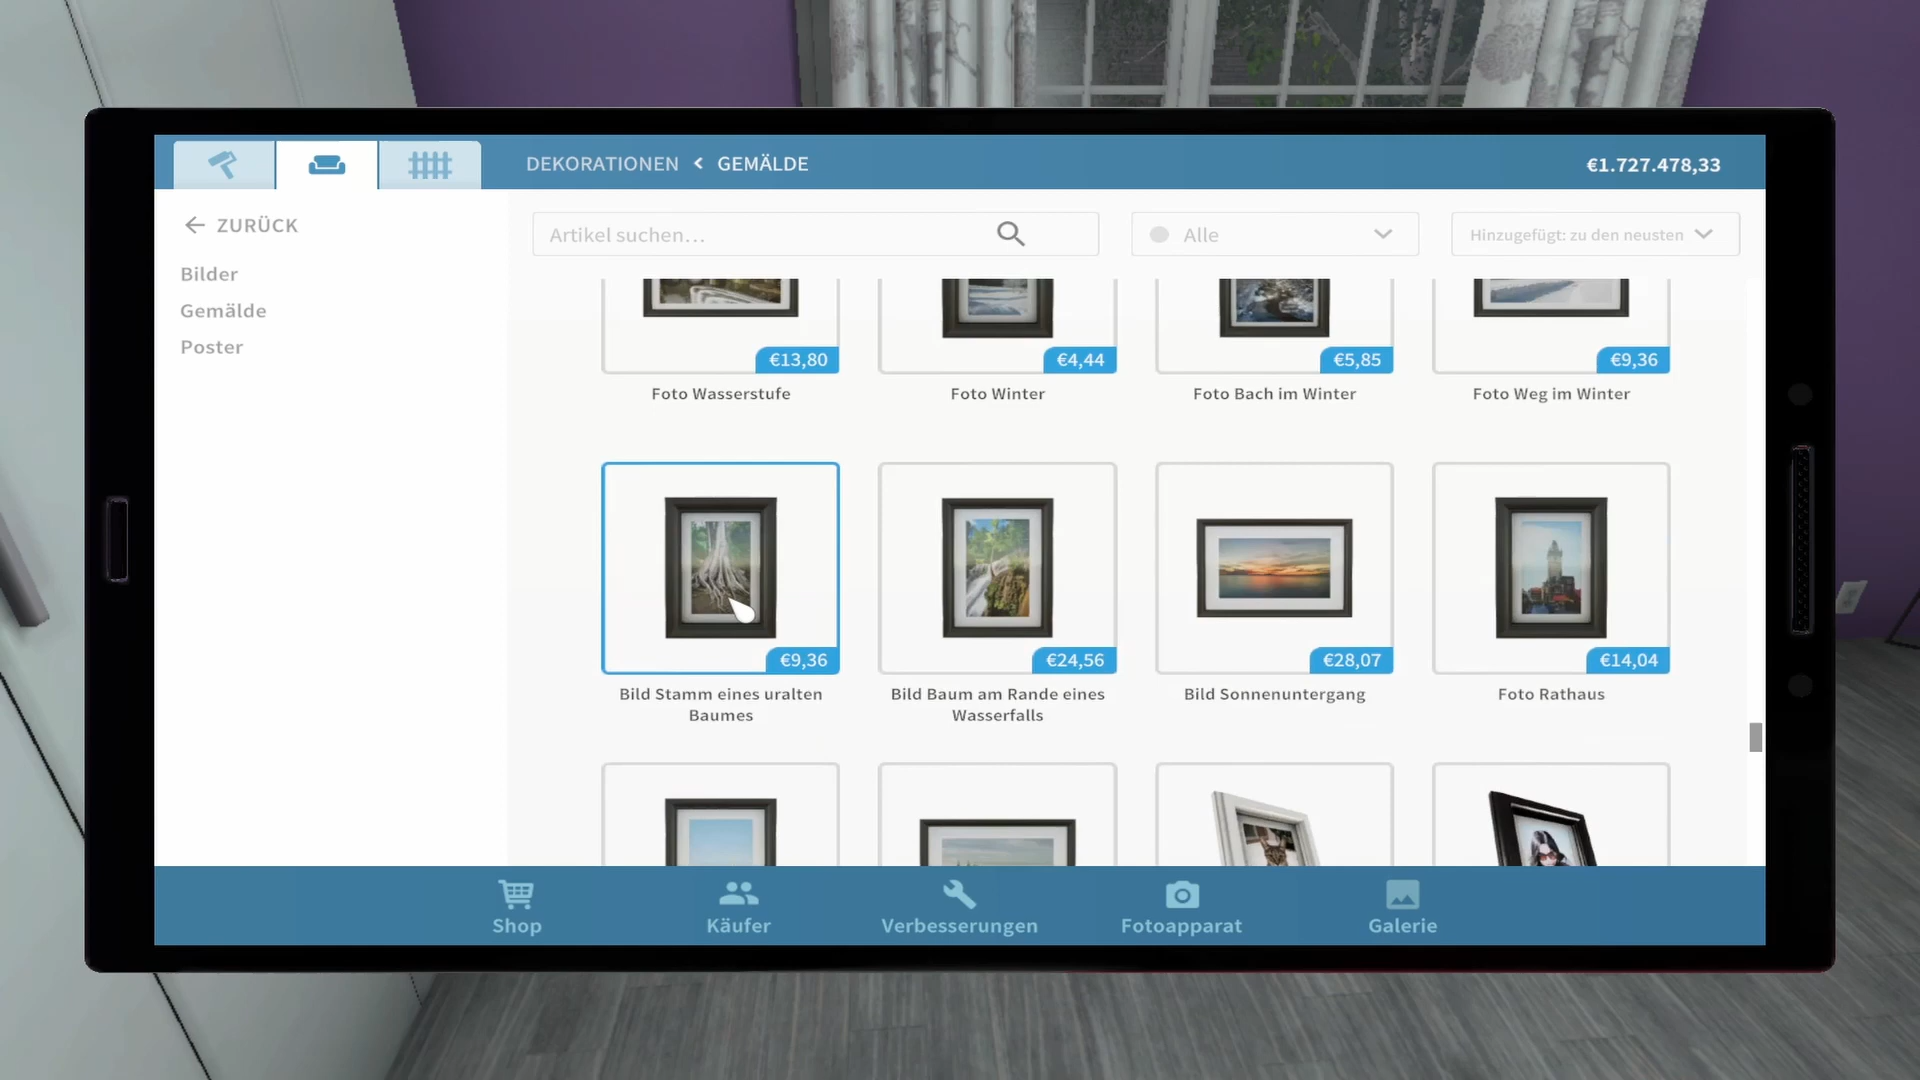 DEKORATIONEN < GEMÄLDE
€1.727.478,33
ZURÜCK
Artikel suchen...
Alle
Hinzugefügt: zu den neusten
Bilder
Gemälde
Poster
€13,80
€4,44
€5,85
€9,36
Foto Wasserstufe
Foto Winter
Foto Bach im Winter
Foto Weg im Winter
€9,36
€24,56
€28,07
€14,04
Bild Stamm eines uralten
Baumes
Bild Baum am Rande eines
Wasserfalls
Bild Sonnenuntergang
Foto Rathaus
Shop
Käufer
Verbesserungen
Fotoapparat
Galerie